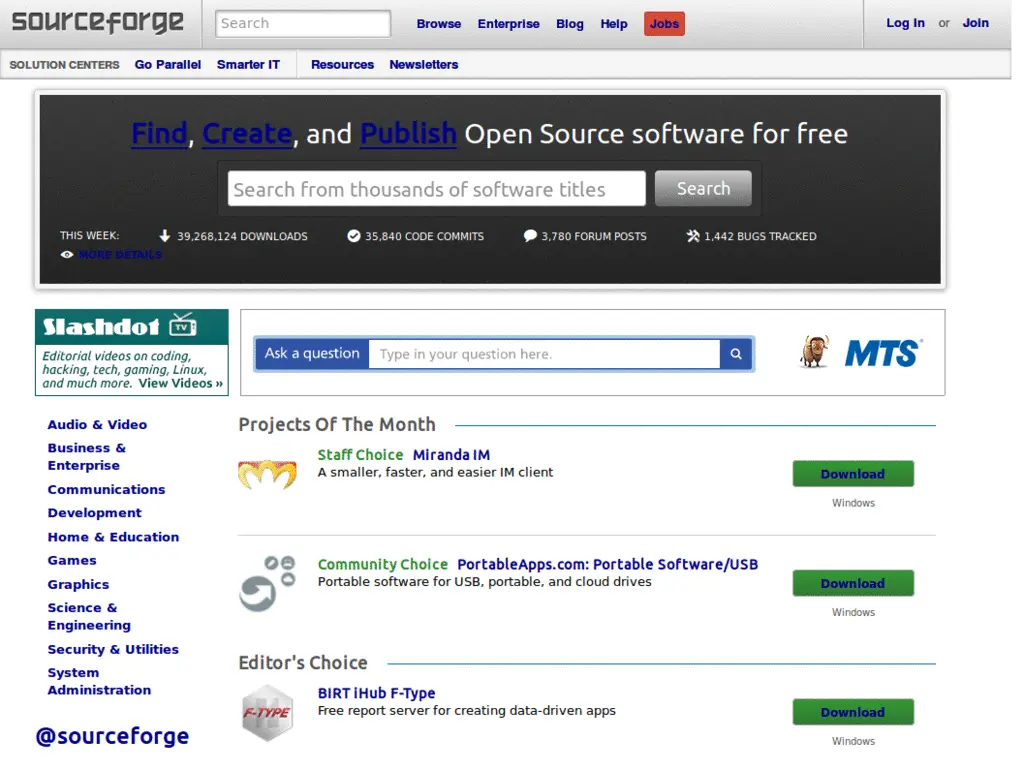 sourceforge
Search
Browse Enterprise Blog Help Jobs
Log In or Join
SOLUTION CENTERS Go Parallel Smarter IT Resources Newsletters
Find, Create, and Publish Open Source software for free
Search from thousands of software titles Search
THIS WEEK: 39,268,124 DOWNLOADS 35,840 CODE COMMITS 3,780 FORUM POSTS 1,442 BUGS TRACKED
MORE DETAILS
Slashdot TV
Editorial videos on coding,
hacking, tech, gaming, Linux,
and much more. View Videos »
Ask a question Type in your question here.
MTS
Audio & Video
Business &
Enterprise
Communications
Development
Home & Education
Games
Graphics
Science &
Engineering
Security & Utilities
System
Administration
@sourceforge
Projects Of The Month
Staff Choice Miranda IM
A smaller, faster, and easier IM client
Download
Windows
Community Choice PortableApps.com: Portable Software/USB
Portable software for USB, portable, and cloud drives
Download
Windows
Editor's Choice
F-TYPE
BIRT iHub F-Type
Free report server for creating data-driven apps
Download
Windows